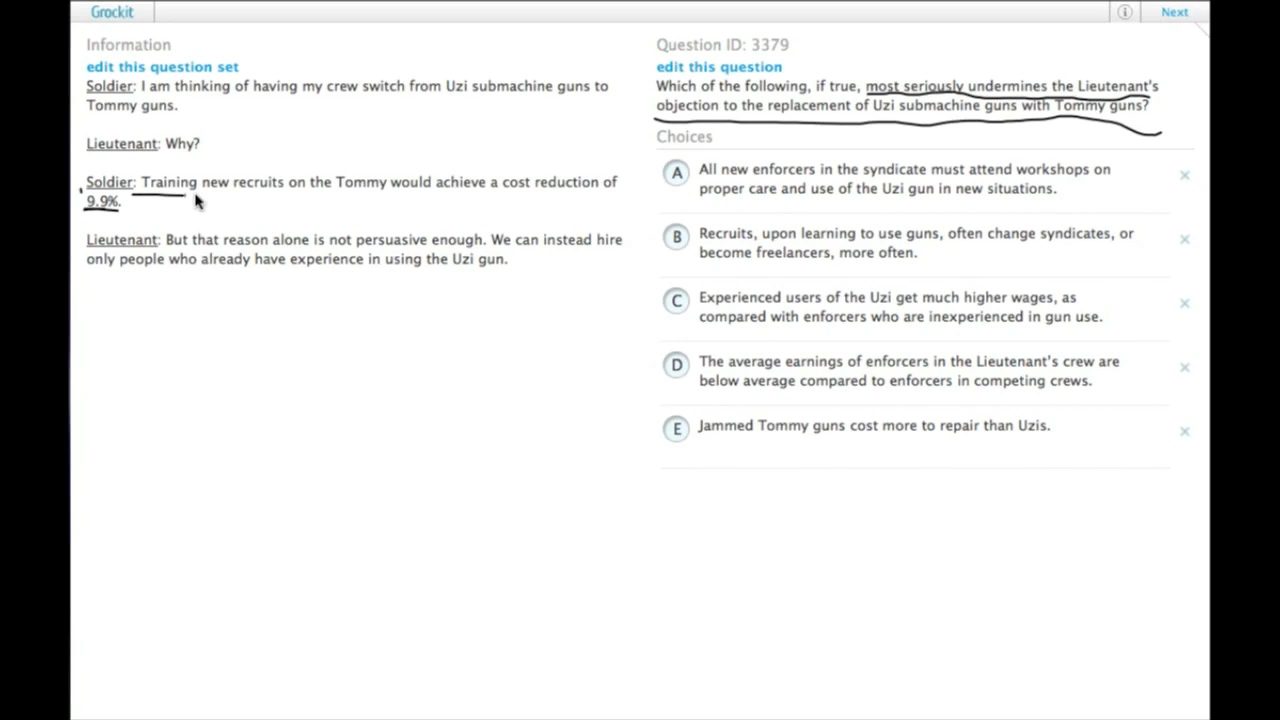 Grockit
Next
Information
edit this question set
Soldier: I am thinking of having my crew switch from Uzi submachine guns to
Tommy guns.
Lieutenant: Why?
Soldier: Training new recruits on the Tommy would achieve a cost reduction of
9.9%.
Lieutenant: But that reason alone is not persuasive enough. We can instead hire
only people who already have experience in using the Uzi gun.
Question ID: 3379
edit this question
Which of the following, if true, most seriously undermines the Lieutenant's
objection to the replacement of Uzi submachine guns with Tommy guns?
Choices
A All new enforcers in the syndicate must attend workshops on
proper care and use of the Uzi gun in new situations.
B Recruits, upon learning to use guns, often change syndicates, or
become freelancers, more often.
C Experienced users of the Uzi get much higher wages, as
compared with enforcers who are inexperienced in gun use.
D The average earnings of enforcers in the Lieutenant's crew are
below average compared to enforcers in competing crews.
E Jammed Tommy guns cost more to repair than Uzis.